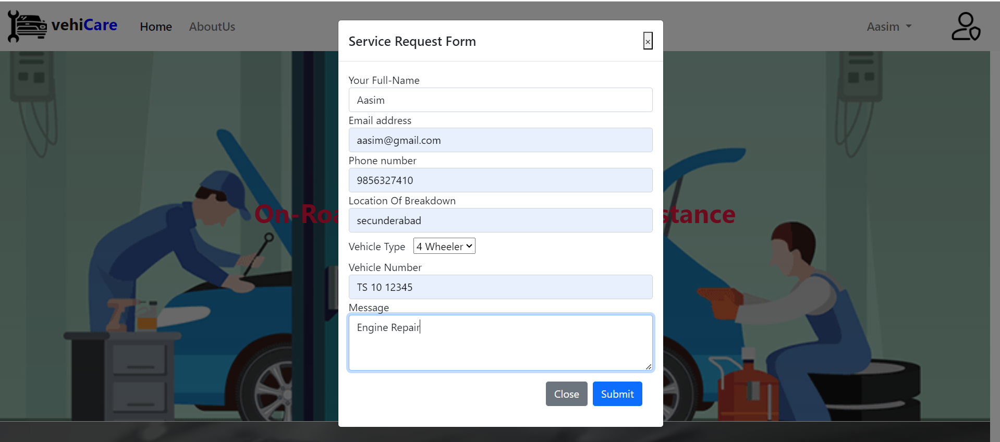 vehiCare
Home
AboutUs
Aasim
Service Request Form
×
Your Full-Name
Aasim
Email address
aasim@gmail.com
Phone number
9856327410
On-Roa
stance
Location Of Breakdown
secunderabad
Vehicle Type 4 Wheeler
Vehicle Number
TS 10 12345
Message
Engine Repair
Close
Submit